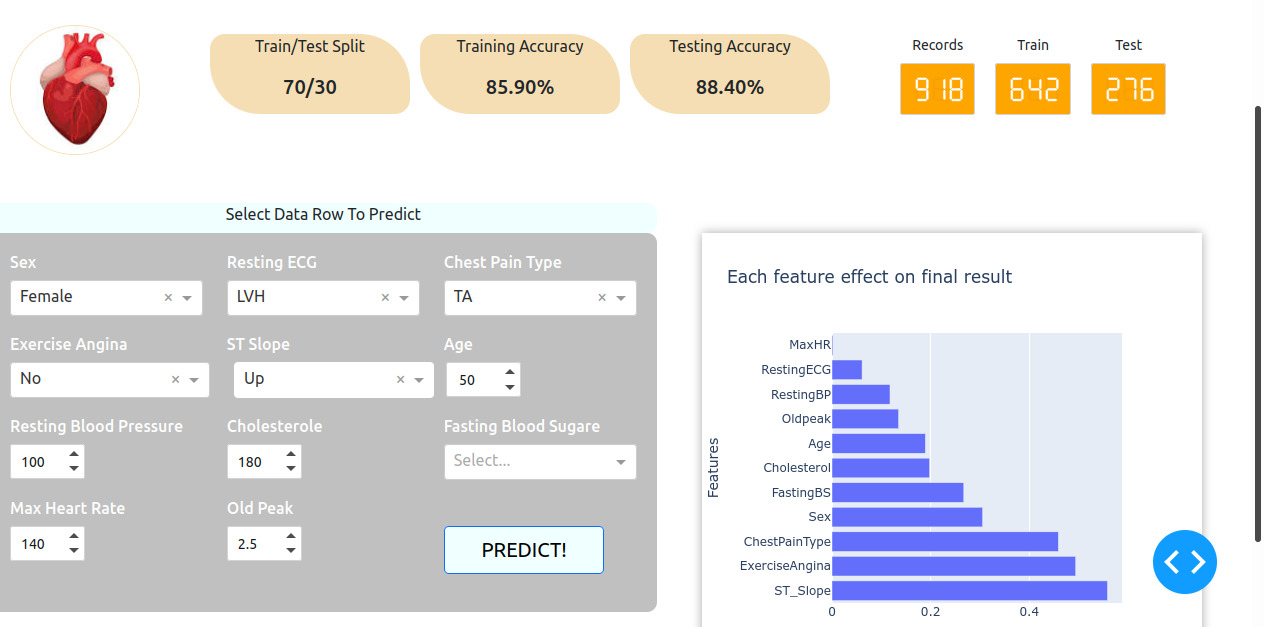 Train/Test Split
70/30
Training Accuracy
85.90%
Testing Accuracy
88.40%
Records
918
Train
642
Test
276
Select Data Row To Predict
Sex
Female ×
Resting ECG
LVH ×
Chest Pain Type
TA ×
Exercise Angina
No ×
ST Slope
Up ×
Age
50
Resting Blood Pressure
100
Cholesterole
180
Fasting Blood Sugare
Select...
Max Heart Rate
140
Old Peak
2.5
PREDICT!
Each feature effect on final result
Features
MaxHR
RestingECG
RestingBP
Oldpeak
Age
Cholesterol
FastingBS
Sex
ChestPainType
ExerciseAngina
ST_Slope
0 0.2 0.4